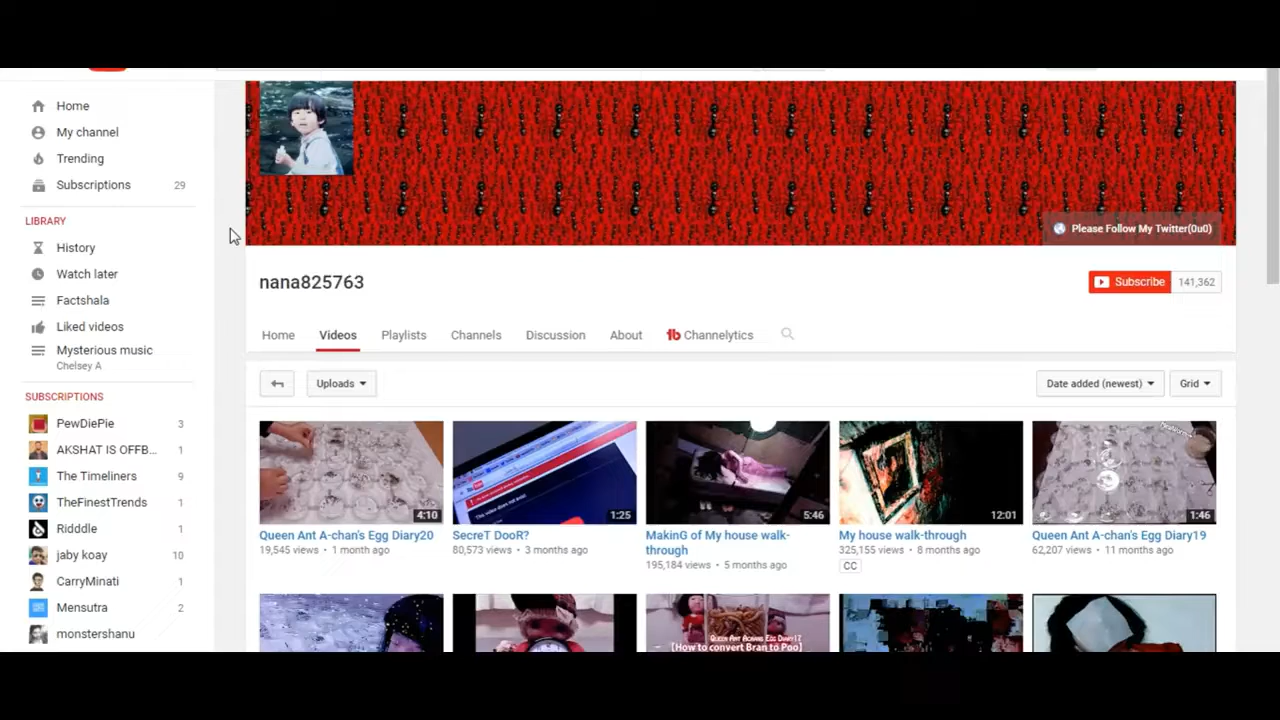 Home
My channel
Trending
Subscriptions 29
LIBRARY
History
Watch later
Factshala
Liked videos
Mysterious music
Chelsey A
SUBSCRIPTIONS
PewDiePie 3
AKSHAT IS OFFB... 1
The Timeliners 9
TheFinestTrends 1
Ridddle 1
jaby koay 10
CarryMinati 1
Mensutra 2
monstershanu
Please Follow My Twitter(0u0)
nana825763
Subscribe 141,362
Home Videos Playlists Channels Discussion About Channelytics
Uploads
Date added (newest) Grid
4:10
1:25
5:46
12:01
1:46
Queen Ant A-chan's Egg Diary20
19,545 views • 1 month ago
SecreT DooR?
80,573 views • 3 months ago
MakinG of My house walk-
through
195,184 views • 5 months ago
My house walk-through
325,155 views • 8 months ago
CC
Queen Ant A-chan's Egg Diary19
62,207 views • 11 months ago
Queen Ant Achans Egg Diary17
[How to convert Bran to Poo]